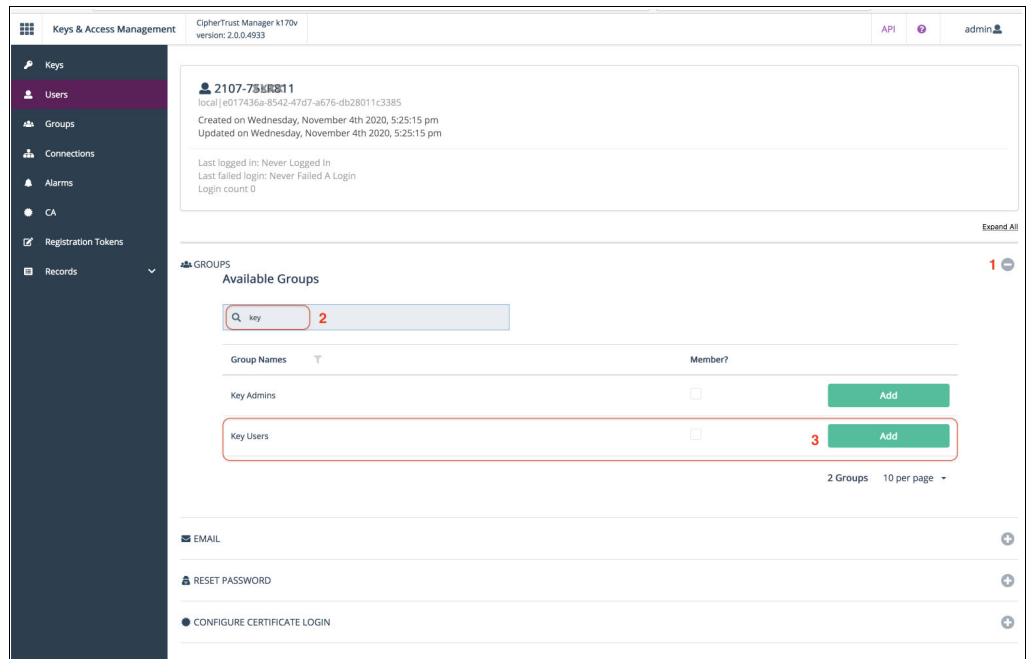 Keys & Access Management
CipherTrust Manager k170v
version: 2.0.0.4933
API
admin
Keys
Users
Groups
Connections
Alarms
CA
Registration Tokens
Records
local|e017436a-8542-47d7-a676-db28011c3385
Created on Wednesday, November 4th 2020, 5:25:15 pm
Updated on Wednesday, November 4th 2020, 5:25:15 pm
Last logged in: Never Logged In
Last failed login: Never Failed A Login
Login count 0
Expand All
GROUPS
1
Available Groups
key
2
Group Names
Member?
Key Admins
Add
Key Users
3
Add
2 Groups
10 per page
EMAIL
RESET PASSWORD
CONFIGURE CERTIFICATE LOGIN